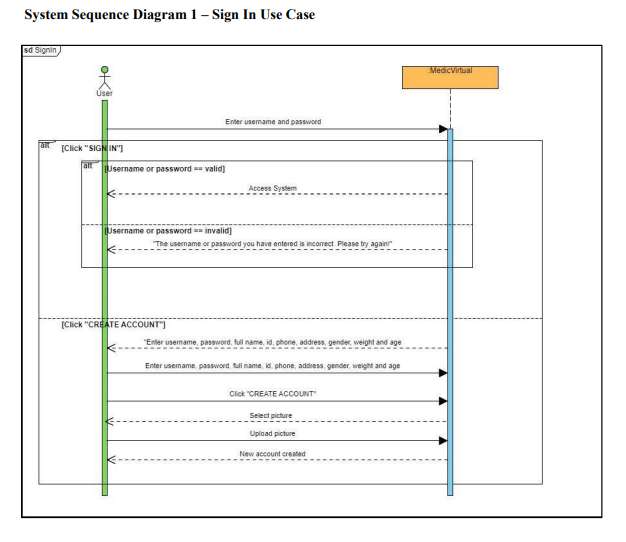 System Sequence Diagram 1 – Sign In Use Case
sd SignIn
User
MedicVirtual
Enter username and password
alt
[Click "SIGN IN"]
alt
[Username or password == valid]
Access System
[Username or password == invalid]
"The username or password you have entered is incorrect. Please try again!"
[Click "CREATE ACCOUNT"]
"Enter username, password, full name, id, phone, address, gender, weight and age
Enter username, password, full name, id, phone, address, gender, weight and age
Click "CREATE ACCOUNT"
Select picture
Upload picture
New account created